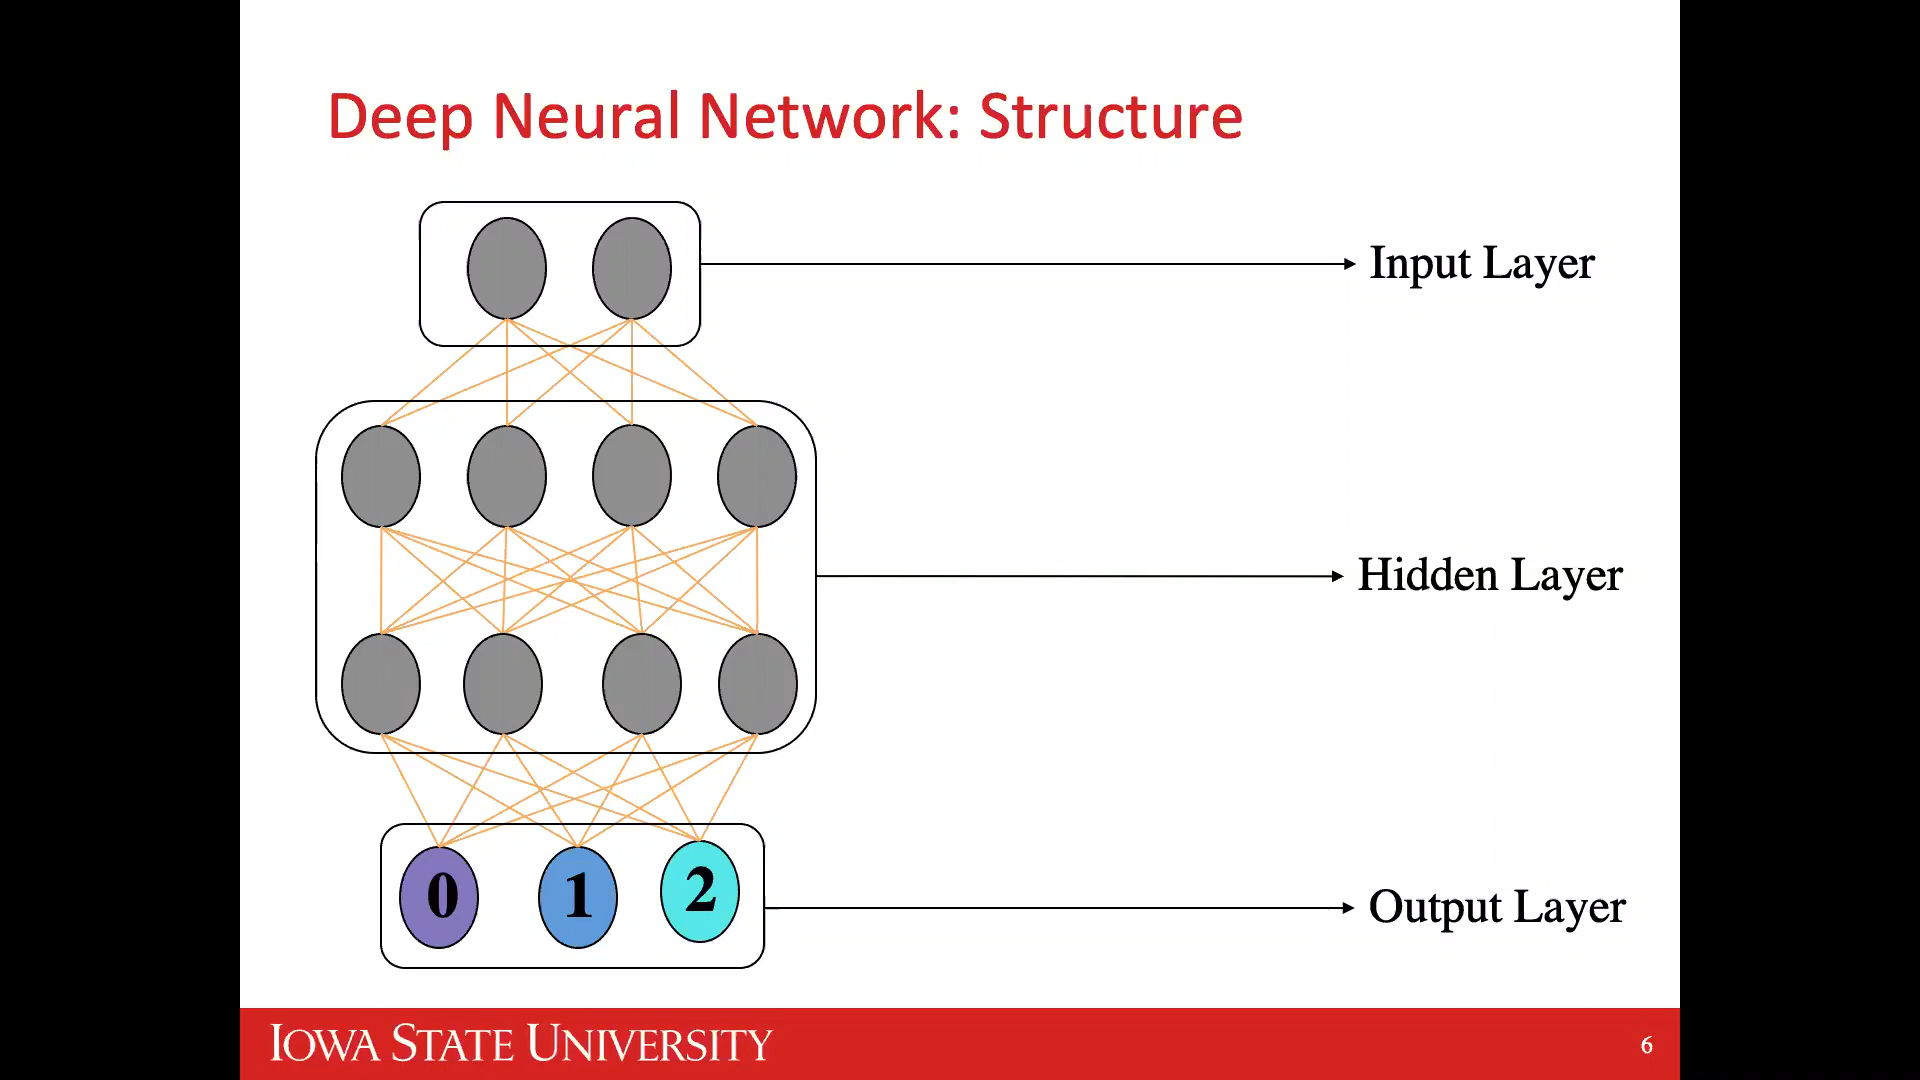 Deep Neural Network: Structure
Input Layer
Hidden Layer
0 1 2
Output Layer
IOWA STATE UNIVERSITY
6